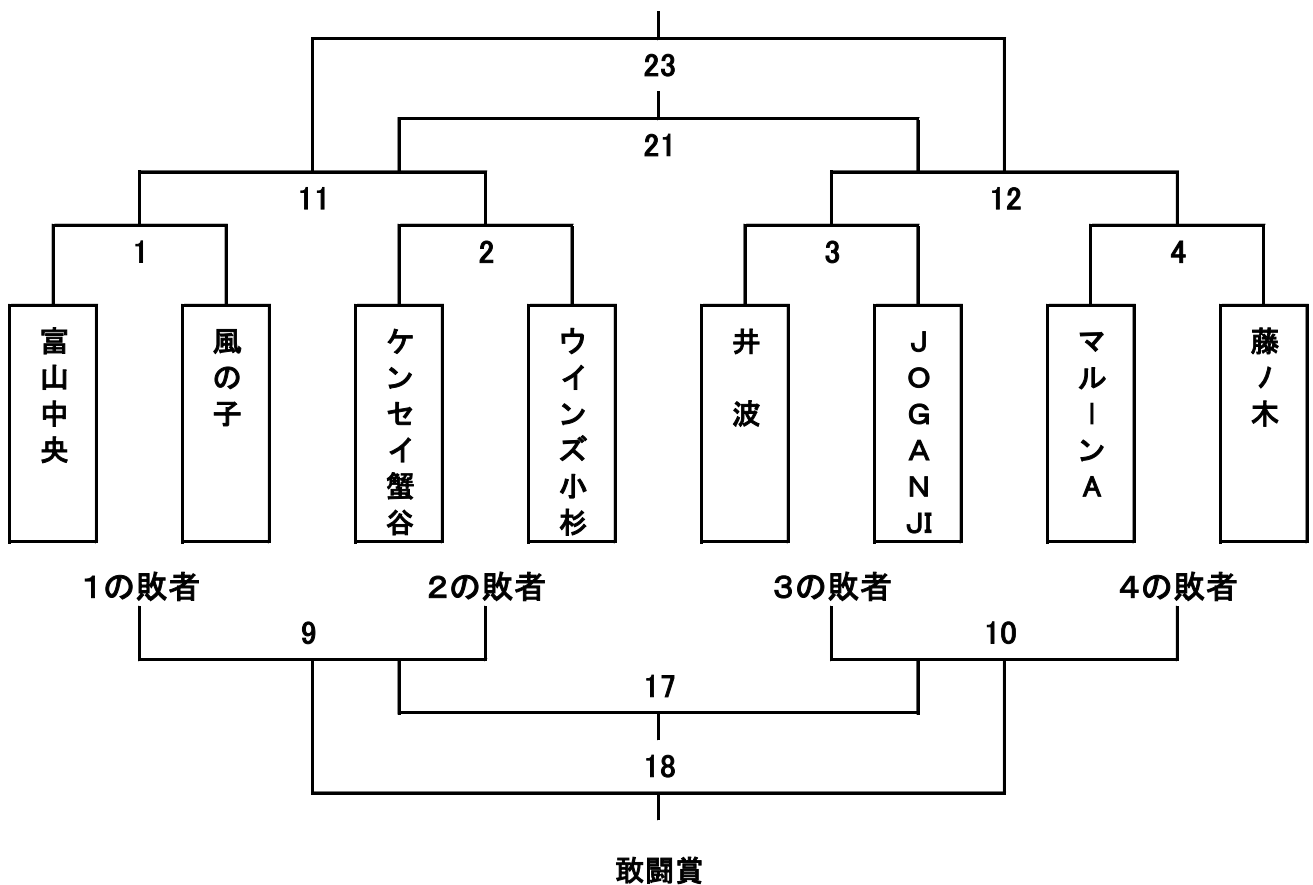 23
21
11
12
1
2
3
4
富山中央
風の子
ケンセイ蟹谷
ウインズ小杉
井　波
ＪＯＧＡＮJI
マルーンＡ
藤ノ木
１の敗者
２の敗者
３の敗者
４の敗者
9
10
17
18
敢闘賞